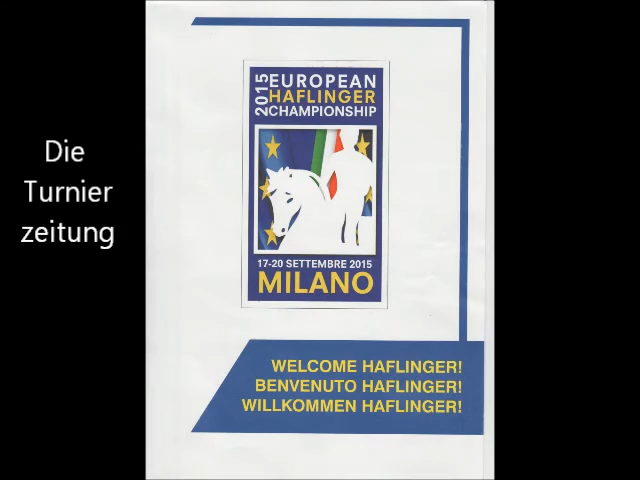 Die
Turnier
zeitung
2015
EUROPEAN
HAFLINGER
CHAMPIONSHIP
17-20 SETTEMBRE 2015
MILANO
WELCOME HAFLINGER!
BENVENUTO HAFLINGER!
WILLKOMMEN HAFLINGER!